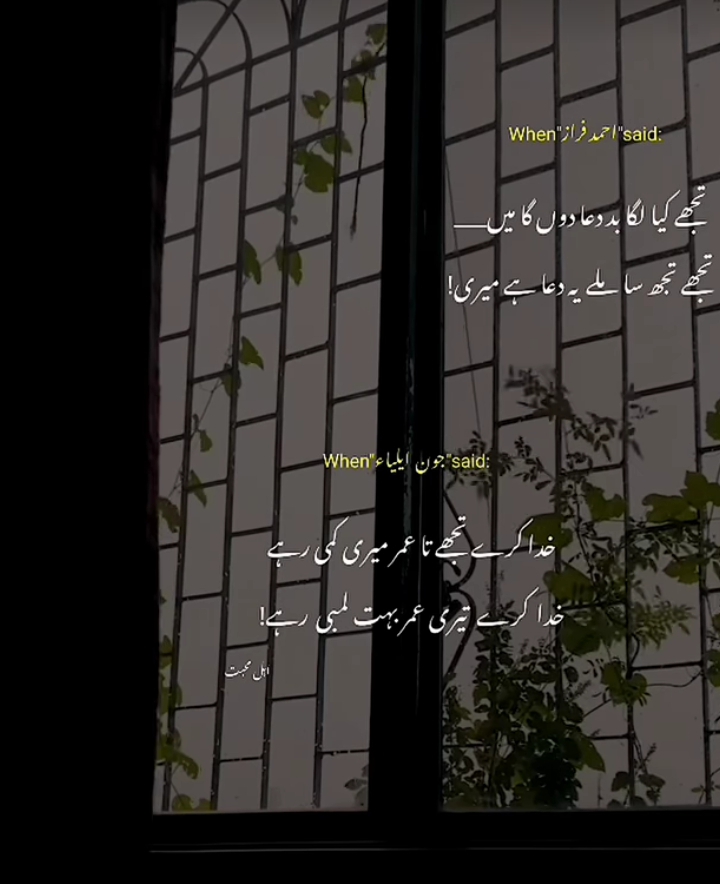 When"احمد فراز"said:
تجھے کیا لگا بد دعا دوں گا میں__
تجھے تجھ سا ملے یہ دعا ہے میری!
When"جون ایلیاء"said:
خدا کرے تجھے تا عمر میری کمی رہے
خدا کرے تیری عمر بہت لمبی رہے!
اہل محبت